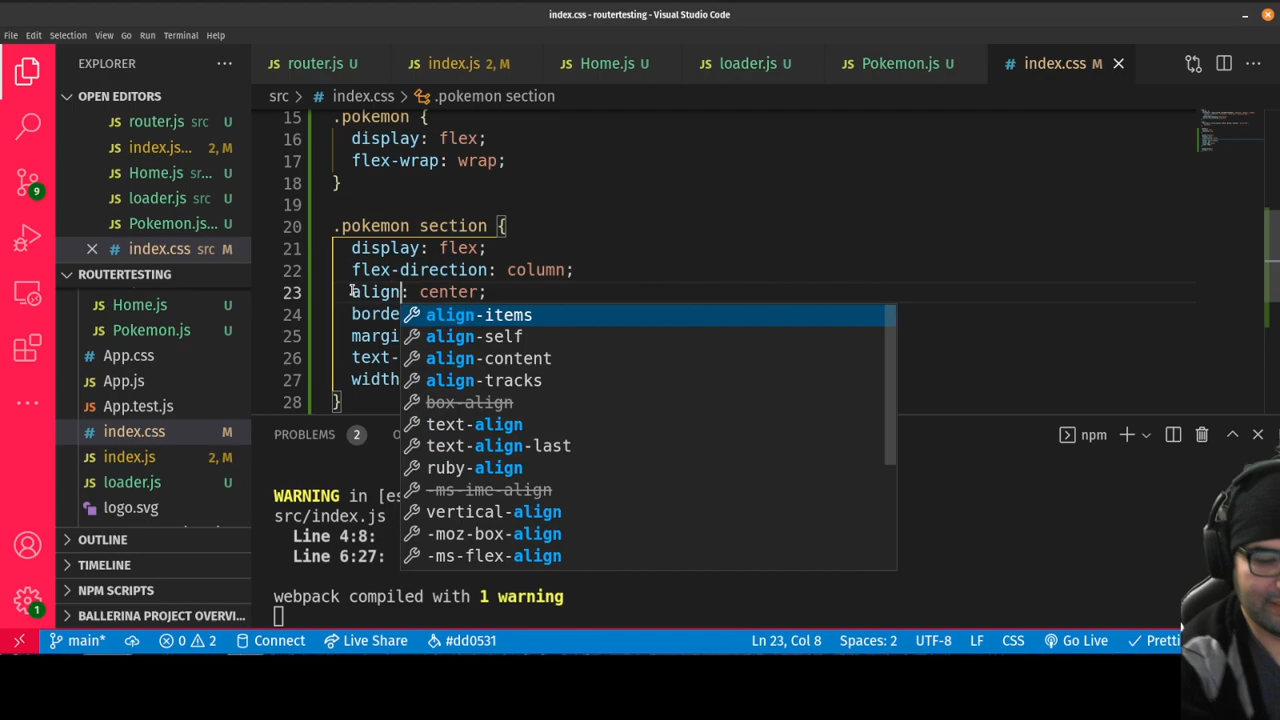 index.css - routertesting - Visual Studio Code
File Edit Selection View Go Run Terminal Help
EXPLORER
OPEN EDITORS
JS router.js src U
JS index.js... 2, M
JS Home.js sr... U
JS loader.js src U
JS Pokemon.js... U
# index.css src M
ROUTERTESTING
JS Home.js U
JS Pokemon.js U
# App.css
JS App.js
JS App.test.js
# index.css M
JS index.js 2, M
JS loader.js U
logo.svg
OUTLINE
TIMELINE
NPM SCRIPTS
BALLERINA PROJECT OVERVI...
9
1
JS router.js U JS index.js 2, M JS Home.js U JS loader.js U JS Pokemon.js U # index.css M
src > # index.css > .pokemon section
15 .pokemon {
16 display: flex;
17 flex-wrap: wrap;
18 }
19
20 .pokemon section {
21 display: flex;
22 flex-direction: column;
23 align: center;
24 borde
25 margi
26 text-
27 width
28 }
align-items
align-self
align-content
align-tracks
box-align
text-align
text-align-last
ruby-align
-ms-ime-align
vertical-align
-moz-box-align
-ms-flex-align
PROBLEMS 2 O npm
WARNING in [es
src/index.js
Line 4:8:
Line 6:27:
webpack compiled with 1 warning
main* 0 2 Connect Live Share #dd0531 Ln 23, Col 8 Spaces: 2 UTF-8 LF CSS Go Live Pretti